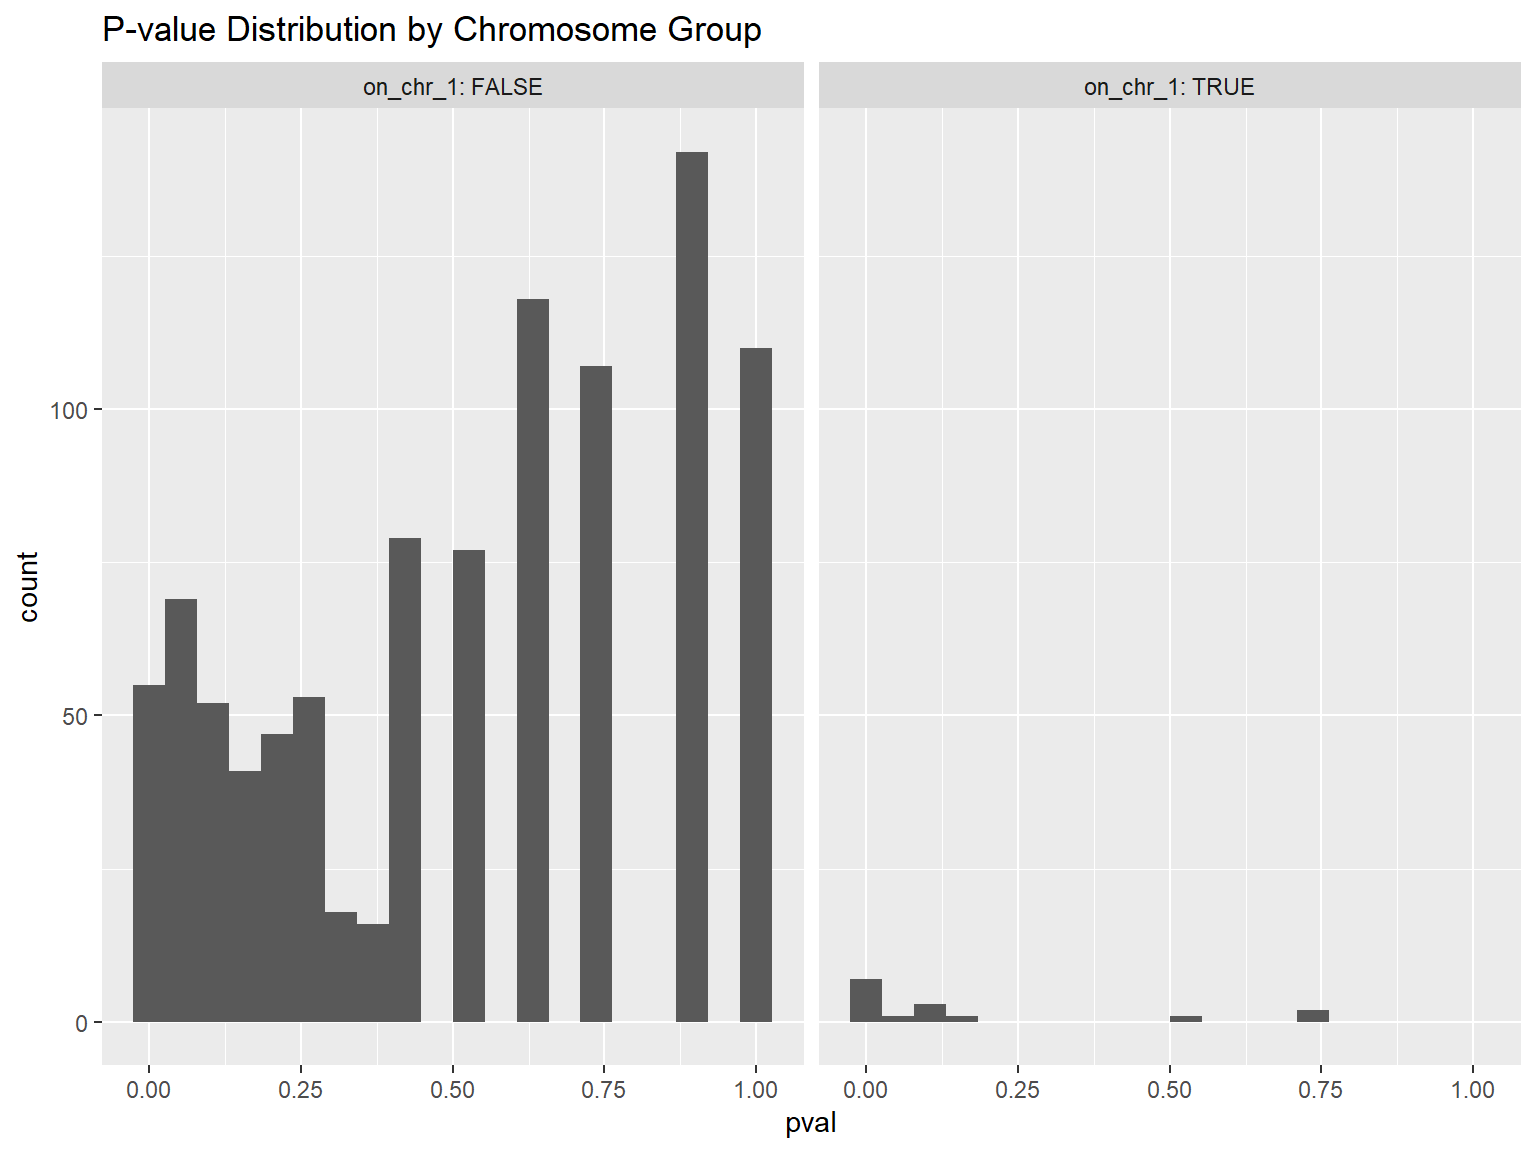 P-value Distribution by Chromosome Group
on_chr_1: FALSE
on_chr_1: TRUE
count
100
50
0
0.00 0.25 0.50 0.75 1.00
0.00 0.25 0.50 0.75 1.00
pval